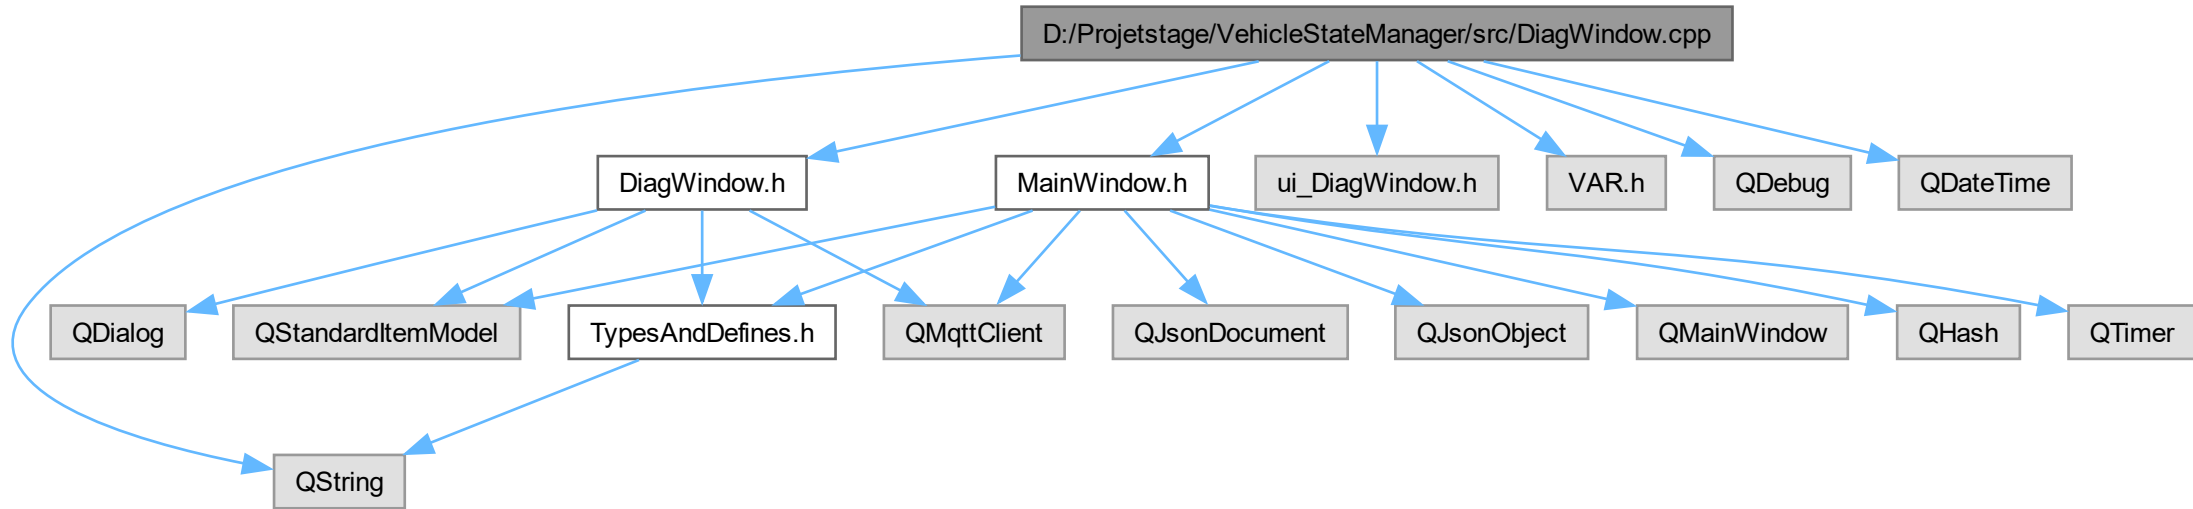 D:/Projetstage/VehicleStateManager/src/DiagWindow.cpp
DiagWindow.h
MainWindow.h
ui_DiagWindow.h
VAR.h
QDebug
QDateTime
QDialog
QStandardItemModel
TypesAndDefines.h
QMqttClient
QJsonDocument
QJsonObject
QMainWindow
QHash
QTimer
QString